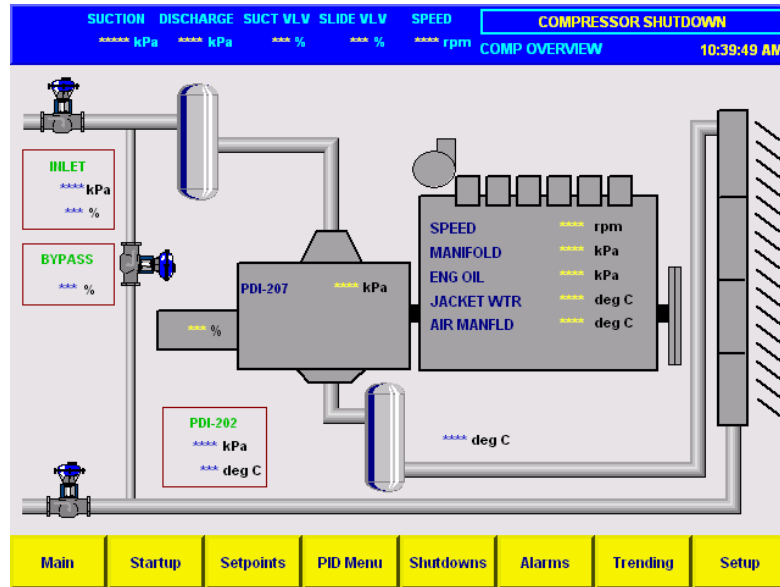 SUCTION DISCHARGE SUCT VLV SLIDE VLV SPEED
***** kPa **** kPa *** % *** % **** rpm
COMPRESSOR SHUTDOWN
COMP OVERVIEW 10:39:49 AM
INLET
**** kPa
*** %
BYPASS
*** %
PDI-207 **** kPa
*** %
SPEED **** rpm
MANIFOLD **** kPa
ENG OIL **** kPa
JACKET WTR **** deg C
AIR MANFLD **** deg C
PDI-202
**** kPa
*** deg C
**** deg C
Main Startup Setpoints PID Menu Shutdowns Alarms Trending Setup